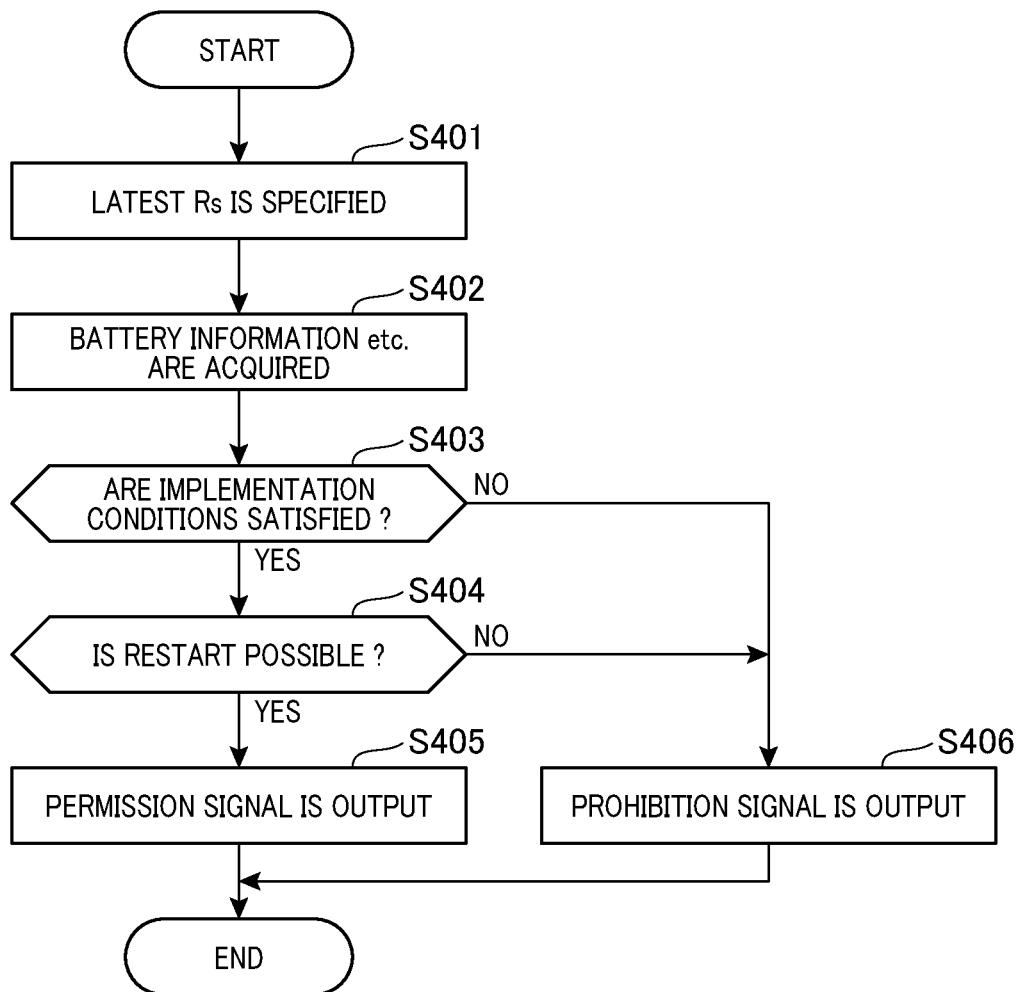 START
S401
LATEST Rs IS SPECIFIED
S402
BATTERY INFORMATION etc.
ARE ACQUIRED
S403
ARE IMPLEMENTATION
CONDITIONS SATISFIED ?
NO
YES
S404
IS RESTART POSSIBLE ?
NO
YES
S405
PERMISSION SIGNAL IS OUTPUT
S406
PROHIBITION SIGNAL IS OUTPUT
END